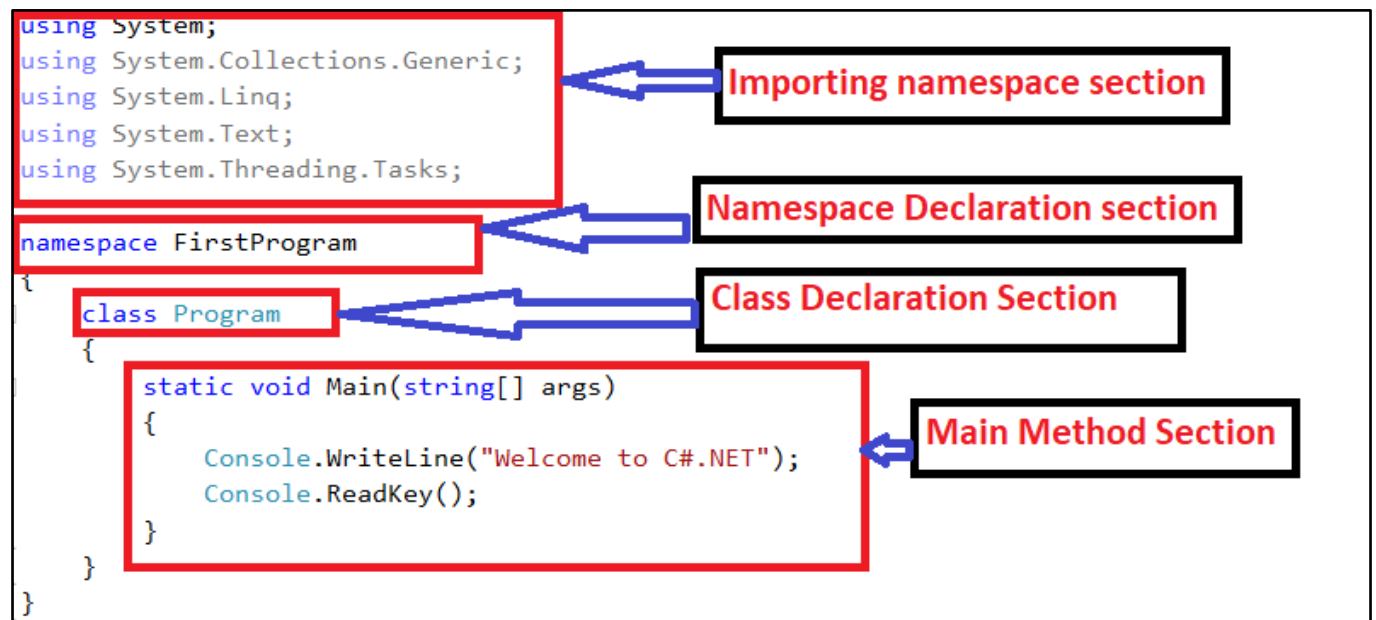 using System;
using System.Collections.Generic;
Importing namespace section
using System.Linq;
using System.Text;
using System.Threading.Tasks;
Namespace Declaration section
namespace FirstProgram
{
Class Declaration Section
class Program
{
static void Main(string[] args)
{
Main Method Section
Console.WriteLine("Welcome to C#.NET");
Console.ReadKey();
}
}
}